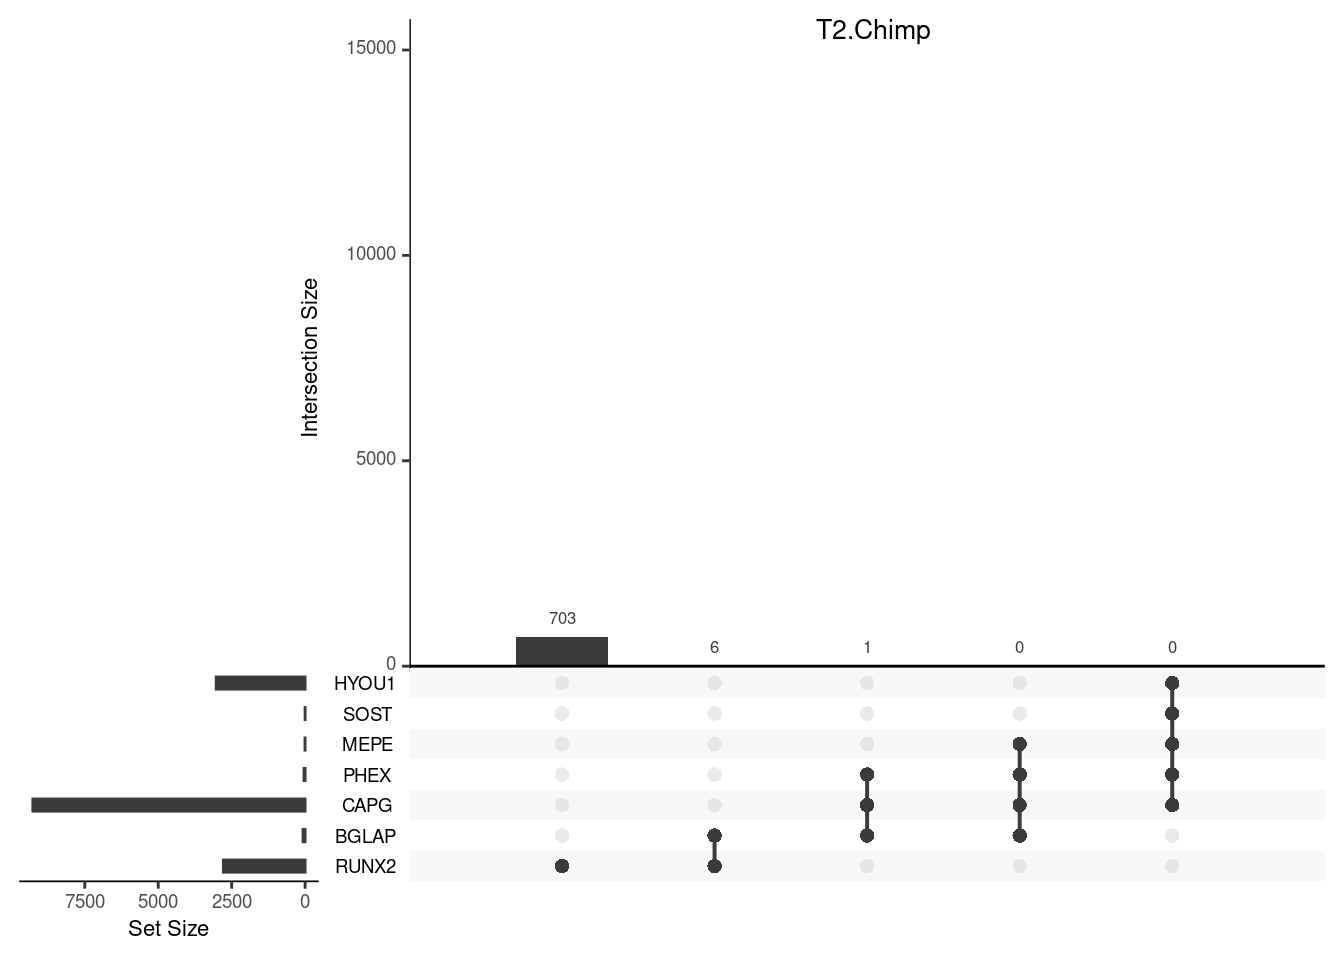 T2.Chimp
15000
10000
5000
0
Intersection Size
703
6
1
0
0
HYOU1
SOST
MEPE
PHEX
CAPG
BGLAP
RUNX2
7500 5000 2500 0
Set Size